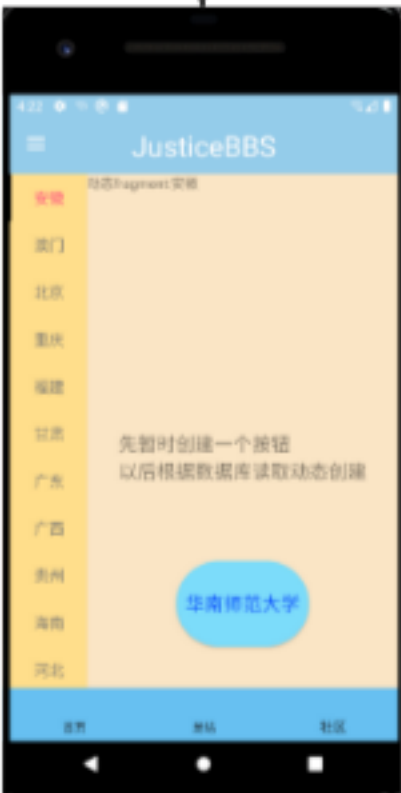 4:22
JusticeBBS
动态fragment:安徽
安徽
澳门
北京
重庆
福建
甘肃
广东
广西
贵州
海南
河北
先暂时创建一个按钮
以后根据数据库读取动态创建
华南师范大学
首页
社区